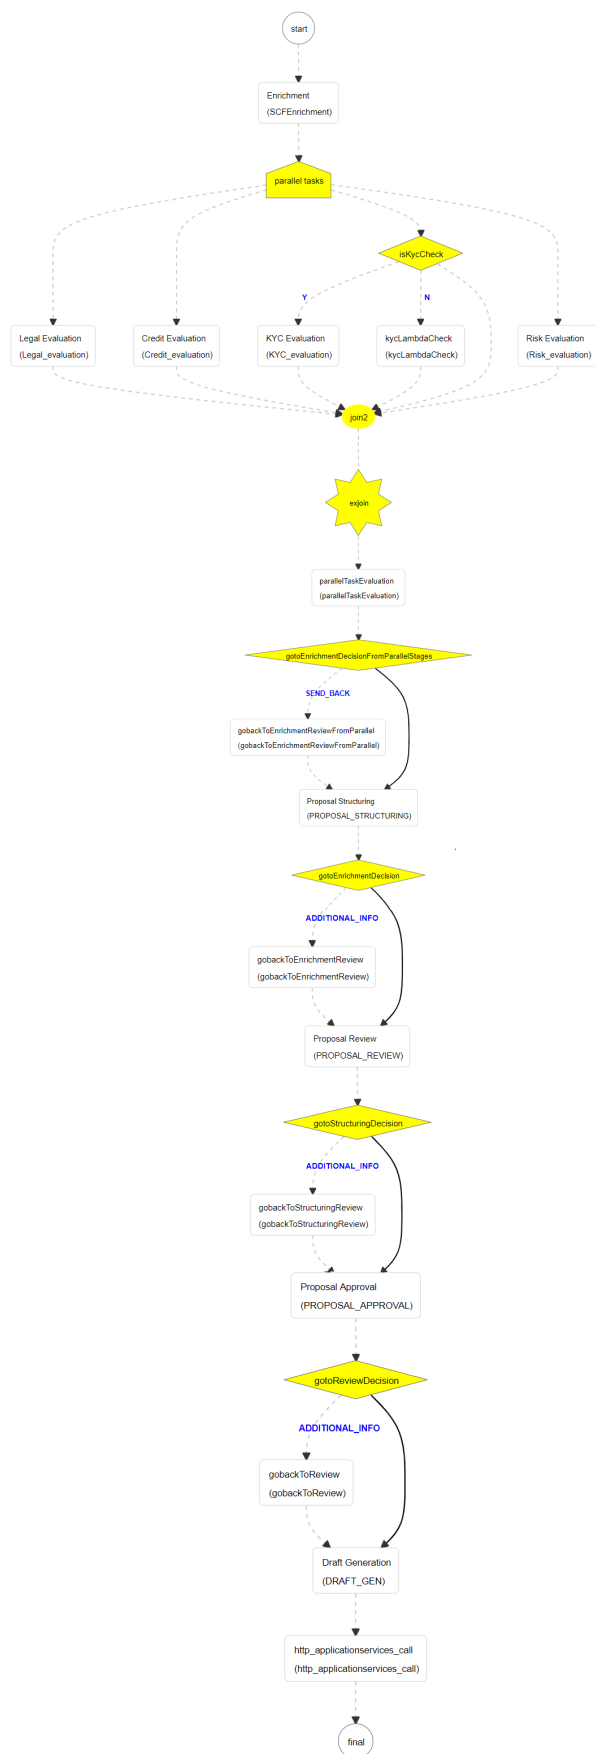 start
Enrichment
(SCFEnrichment)
parallel tasks
isKycCheck
Y
N
Legal Evaluation
(Legal_evaluation)
Credit Evaluation
(Credit_evaluation)
KYC Evaluation
(KYC_evaluation)
kycLambdaCheck
(kycLambdaCheck)
Risk Evaluation
(Risk_evaluation)
join2
exjoin
parallelTaskEvaluation
(parallelTaskEvaluation)
gotoEnrichmentDecisionFromParallelStages
SEND_BACK
gobackToEnrichmentReviewFromParallel
(gobackToEnrichmentReviewFromParallel)
Proposal Structuring
(PROPOSAL_STRUCTURING)
gotoEnrichmentDecision
ADDITIONAL_INFO
gobackToEnrichmentReview
(gobackToEnrichmentReview)
Proposal Review
(PROPOSAL_REVIEW)
gotoStructuringDecision
ADDITIONAL_INFO
gobackToStructuringReview
(gobackToStructuringReview)
Proposal Approval
(PROPOSAL_APPROVAL)
gotoReviewDecision
ADDITIONAL_INFO
gobackToReview
(gobackToReview)
Draft Generation
(DRAFT_GEN)
http_applicationservices_call
(http_applicationservices_call)
final